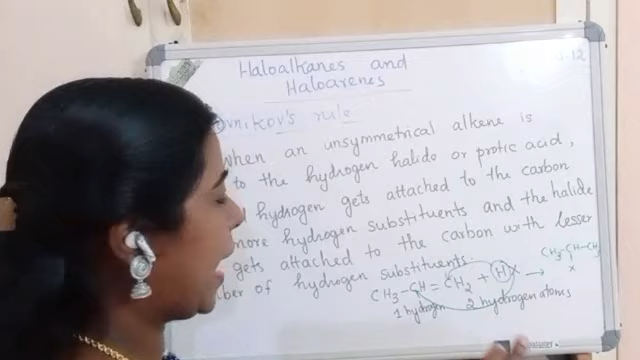 Haloalkanes and
Haloarenes
U-12
vnikov's rule
when an unsymmetrical alkene is
to the hydrogen halide or protic acid,
hydrogen gets attached to the carbon
more hydrogen substituents and the halide
gets attached to the carbon with lesser
ber of hydrogen substituents.
CH3-CH=CH2 + HX → CH3-CH-CH3
X
1 hydrogen 2 hydrogen atoms